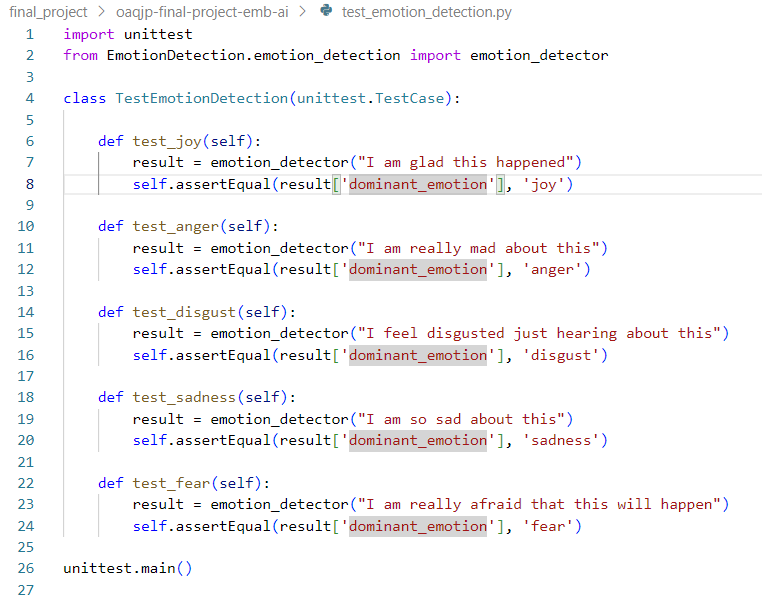 final_project > oaqjp-final-project-emb-ai > test_emotion_detection.py
1 import unittest
2 from EmotionDetection.emotion_detection import emotion_detector
3
4 class TestEmotionDetection(unittest.TestCase):
5
6     def test_joy(self):
7         result = emotion_detector("I am glad this happened")
8         self.assertEqual(result['dominant_emotion'], 'joy')
9
10     def test_anger(self):
11         result = emotion_detector("I am really mad about this")
12         self.assertEqual(result['dominant_emotion'], 'anger')
13
14     def test_disgust(self):
15         result = emotion_detector("I feel disgusted just hearing about this")
16         self.assertEqual(result['dominant_emotion'], 'disgust')
17
18     def test_sadness(self):
19         result = emotion_detector("I am so sad about this")
20         self.assertEqual(result['dominant_emotion'], 'sadness')
21
22     def test_fear(self):
23         result = emotion_detector("I am really afraid that this will happen")
24         self.assertEqual(result['dominant_emotion'], 'fear')
25
26 unittest.main()
27